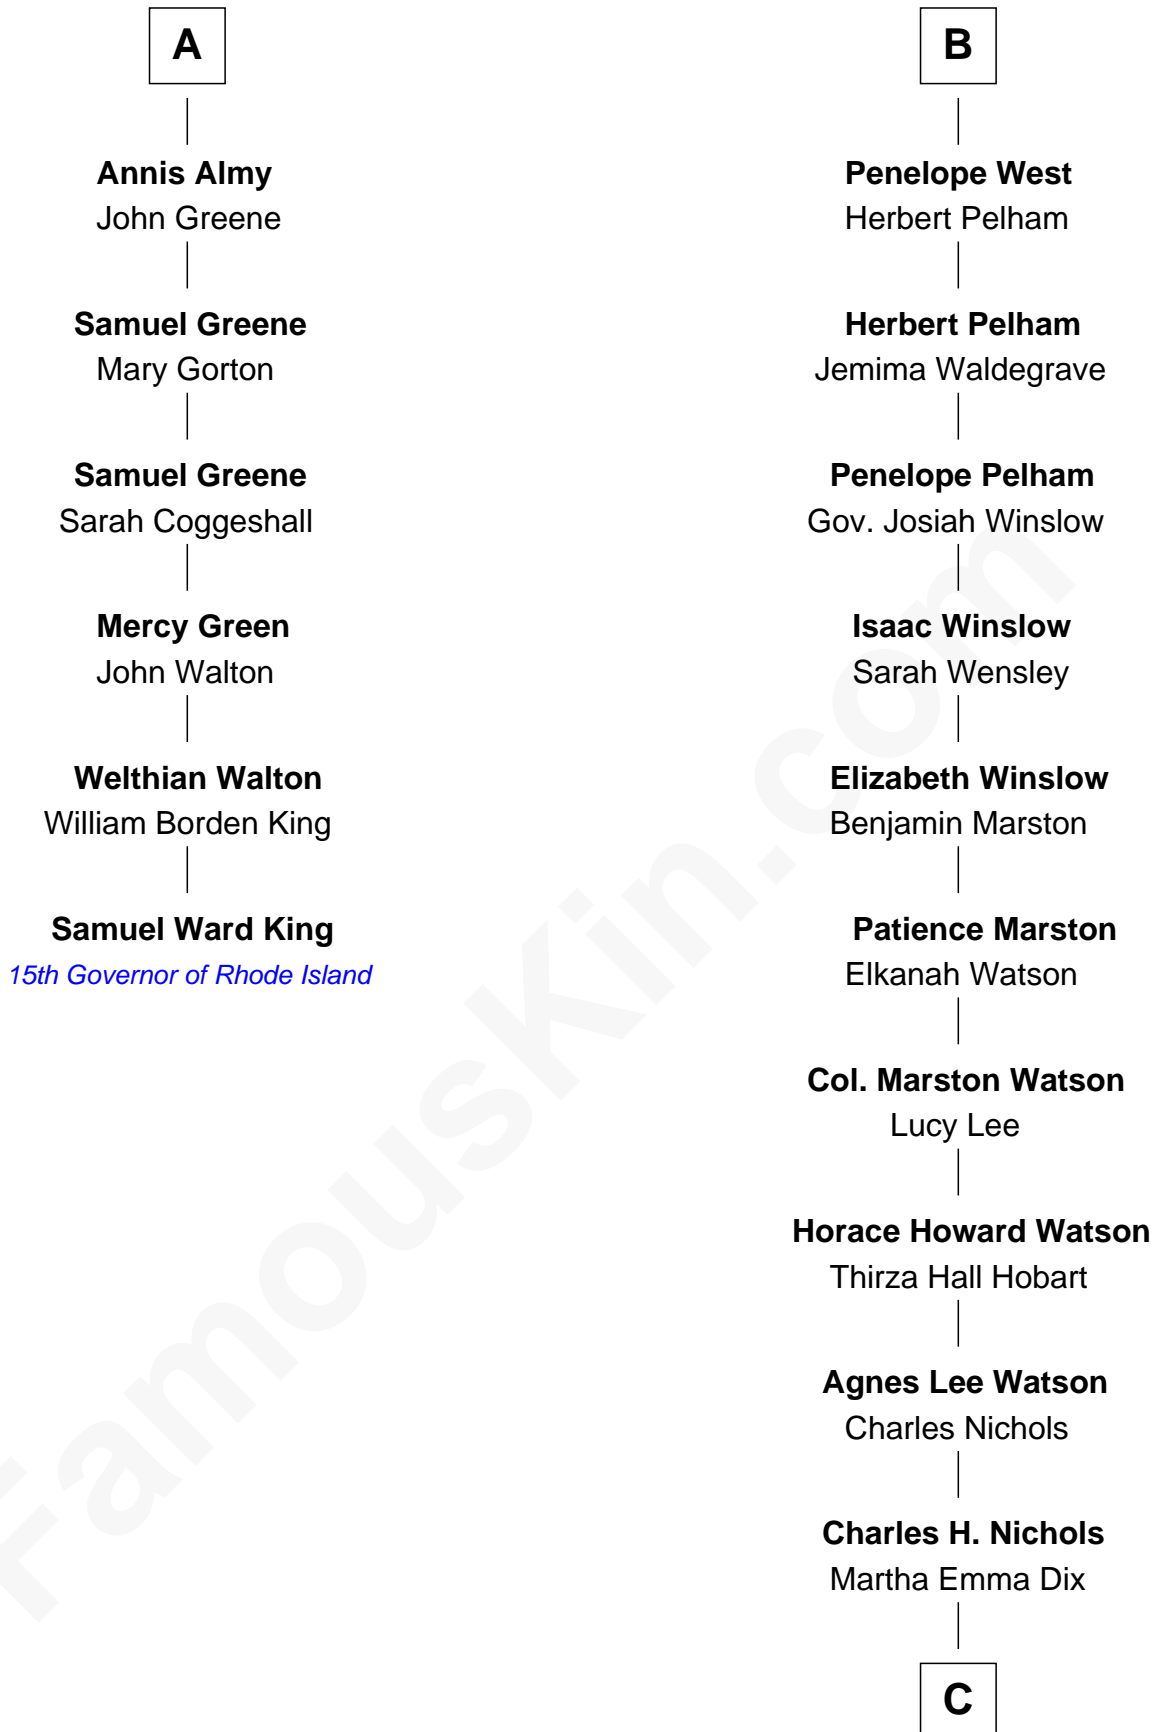 A
Annis Almy
John Greene
Samuel Greene
Mary Gorton
Samuel Greene
Sarah Coggeshall
Mercy Green
John Walton
Welthian Walton
William Borden King
Samuel Ward King
15th Governor of Rhode Island
B
Penelope West
Herbert Pelham
Herbert Pelham
Jemima Waldegrave
Penelope Pelham
Gov. Josiah Winslow
Isaac Winslow
Sarah Wensley
Elizabeth Winslow
Benjamin Marston
Patience Marston
Elkanah Watson
Col. Marston Watson
Lucy Lee
Horace Howard Watson
Thirza Hall Hobart
Agnes Lee Watson
Charles Nichols
Charles H. Nichols
Martha Emma Dix
C
FamousKin.com